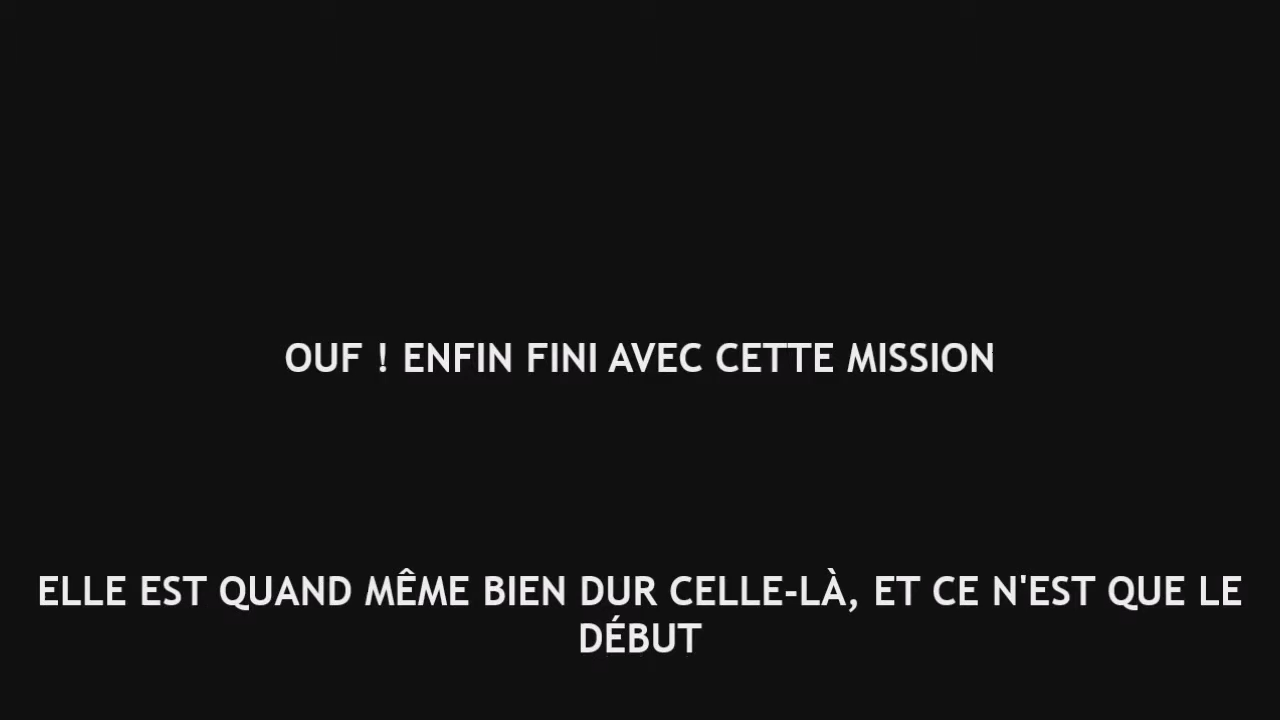 OUF ! ENFIN FINI AVEC CETTE MISSION
ELLE EST QUAND MÊME BIEN DUR CELLE-LÀ, ET CE N'EST QUE LE
DÉBUT